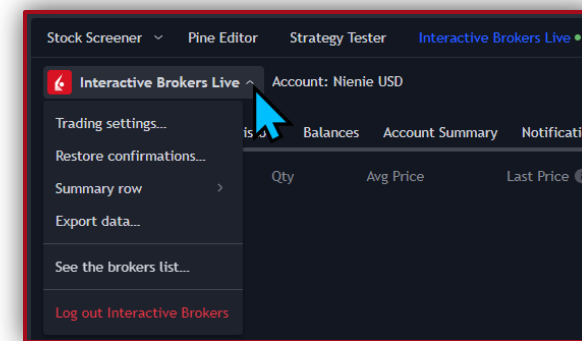 Stock Screener Pine Editor Strategy Tester Interactive Brokers Live
Interactive Brokers Live Account: Nienie USD
Trading settings...
Balances Account Summary
Restore confirmations...
Summary row Qty Avg Price Last Price
Export data...
See the brokers list...
Log out Interactive Brokers